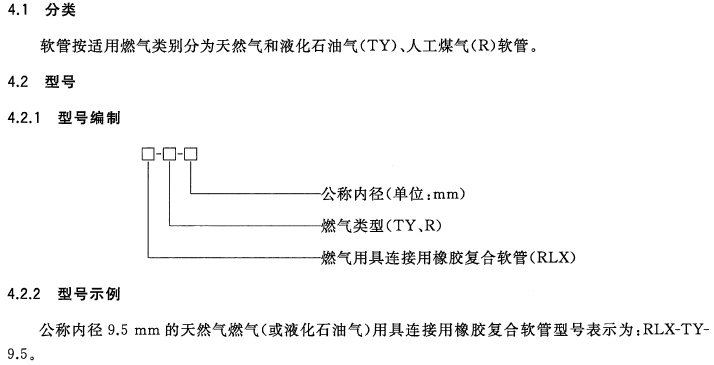 4.1 分类
软管按适用燃气类别分为天然气和液化石油气(TY)、人工煤气(R)软管。
4.2 型号
4.2.1 型号编制
□-□-□
公称内径(单位:mm)
燃气类型(TY、R)
燃气用具连接用橡胶复合软管(RLX)
4.2.2 型号示例
公称内径 9.5 mm 的天然气燃气(或液化石油气)用具连接用橡胶复合软管型号表示为:RLX-TY-
9.5。